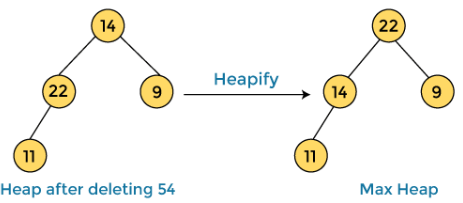 14
22
9
11
Heap after deleting 54
Heapify
22
14
9
11
Max Heap